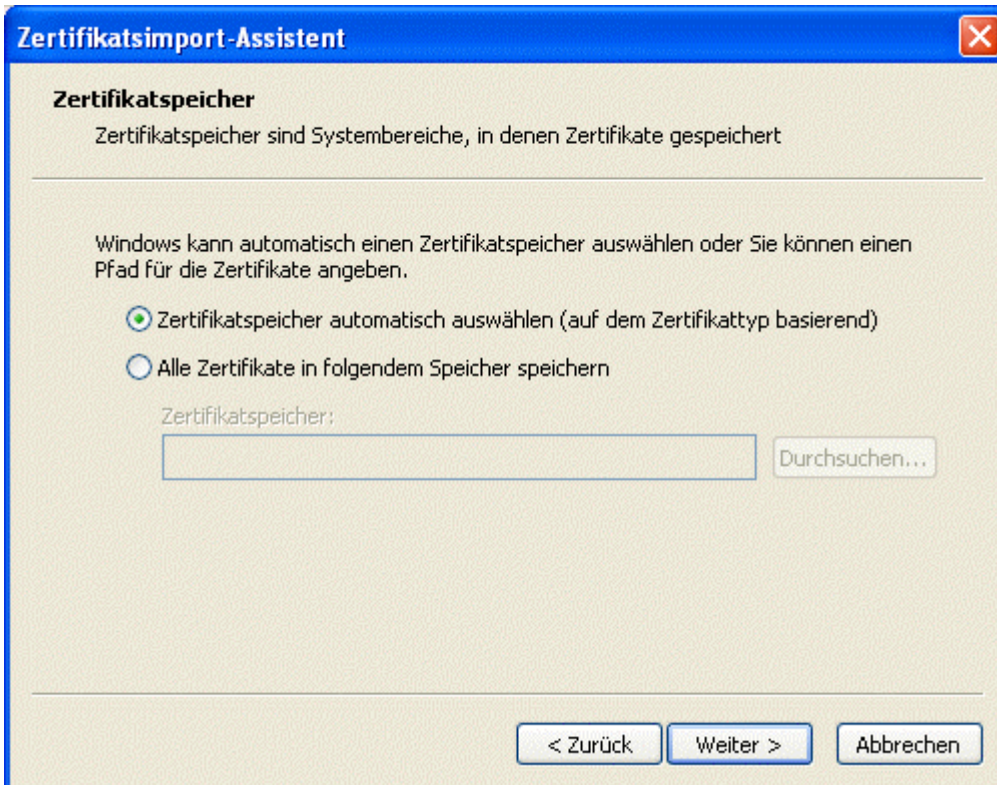 Zertifikatsimport-Assistent
Zertifikatspeicher
Zertifikatspeicher sind Systembereiche, in denen Zertifikate gespeichert
Windows kann automatisch einen Zertifikatspeicher auswählen oder Sie können einen
Pfad für die Zertifikate angeben.
Zertifikatspeicher automatisch auswählen (auf dem Zertifikattyp basierend)
Alle Zertifikate in folgendem Speicher speichern
Zertifikatspeicher:
Durchsuchen...
< Zurück Weiter > Abbrechen